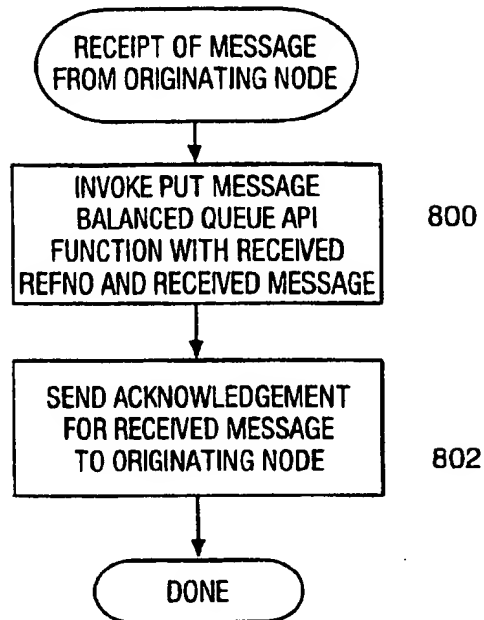 RECEIPT OF MESSAGE
FROM ORIGINATING NODE
INVOKE PUT MESSAGE
BALANCED QUEUE API
FUNCTION WITH RECEIVED
REFNO AND RECEIVED MESSAGE
800
SEND ACKNOWLEDGEMENT
FOR RECEIVED MESSAGE
TO ORIGINATING NODE
802
DONE